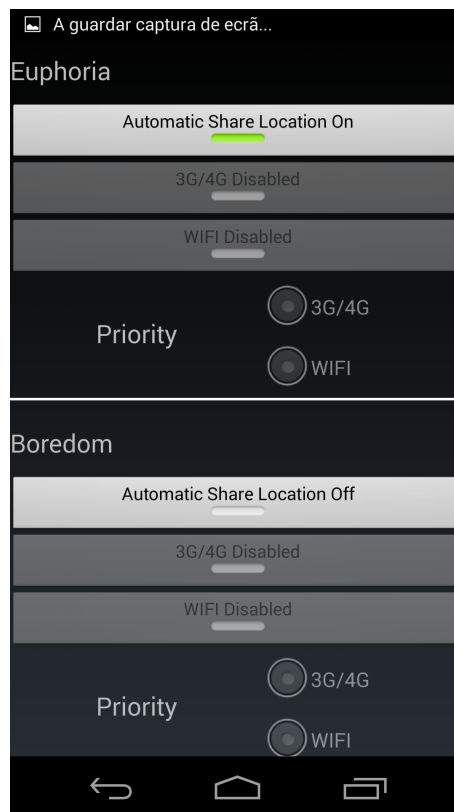 A guardar captura de ecrã...
Euphoria
Automatic Share Location On
3G/4G Disabled
WIFI Disabled
Priority
3G/4G
WIFI
Boredom
Automatic Share Location Off
3G/4G Disabled
WIFI Disabled
Priority
3G/4G
WIFI